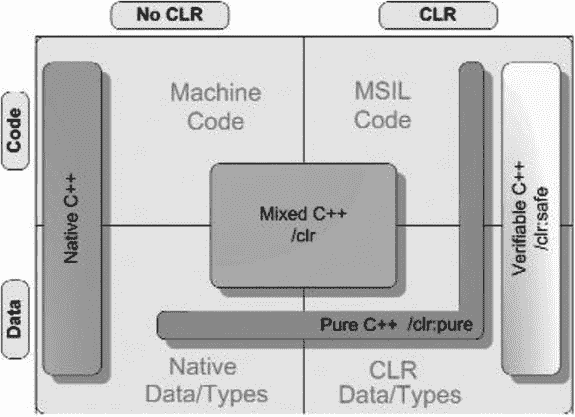 No CLR
CLR
Code
Machine
Code
MSIL
Code
Native C++
Mixed C++
/clr
Verifiable C++
/clr:safe
Data
Pure C++ /clr:pure
Native
Data/Types
CLR
Data/Types